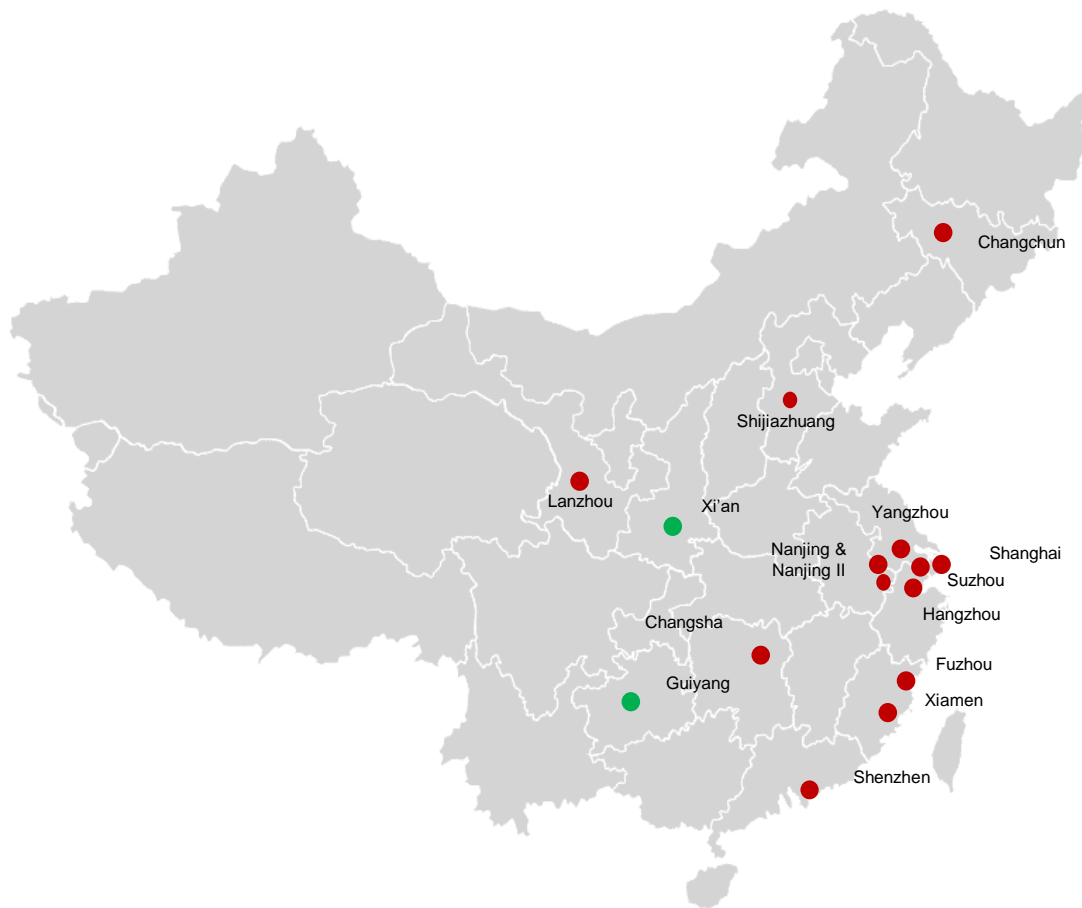 Changchun
Shijiazhuang
Lanzhou
Xi’an
Yangzhou
Nanjing &
Nanjing II
Shanghai
Suzhou
Hangzhou
Changsha
Fuzhou
Guiyang
Xiamen
Shenzhen